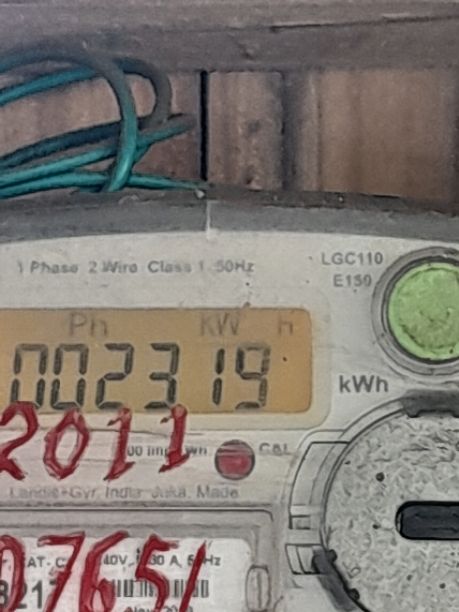 1 Phase 2 Wire Class 1 50Hz
LGC110
E150
Ph KW H
002319
kWh
2011
CAL
Landis+Gyr, India
0765/